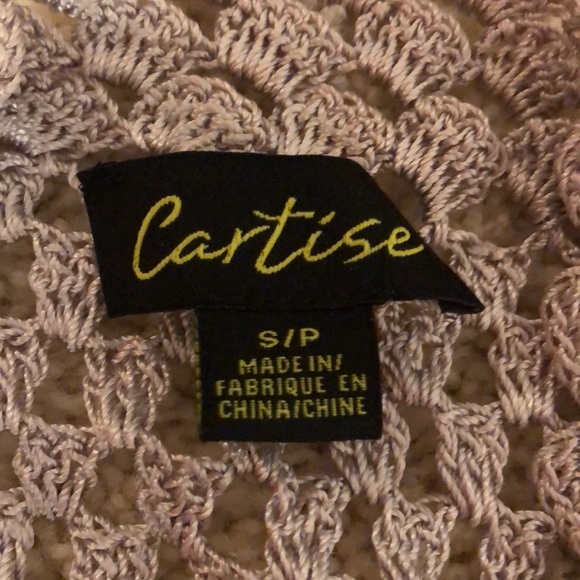 Cartise
S/P
MADE IN/
FABRIQUE EN
CHINA/CHINE